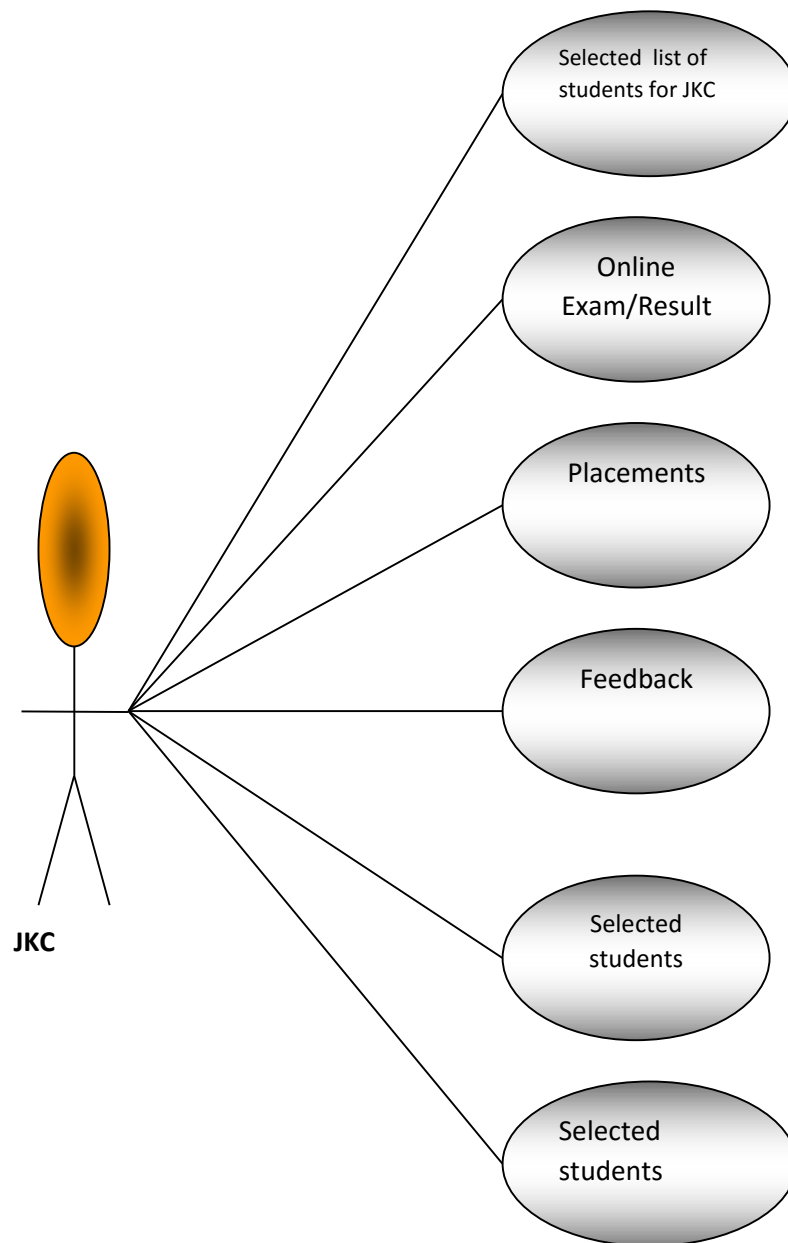 Selected list of
students for JKC
Online
Exam/Result
Placements
Feedback
JKC
Selected
students
Selected
students